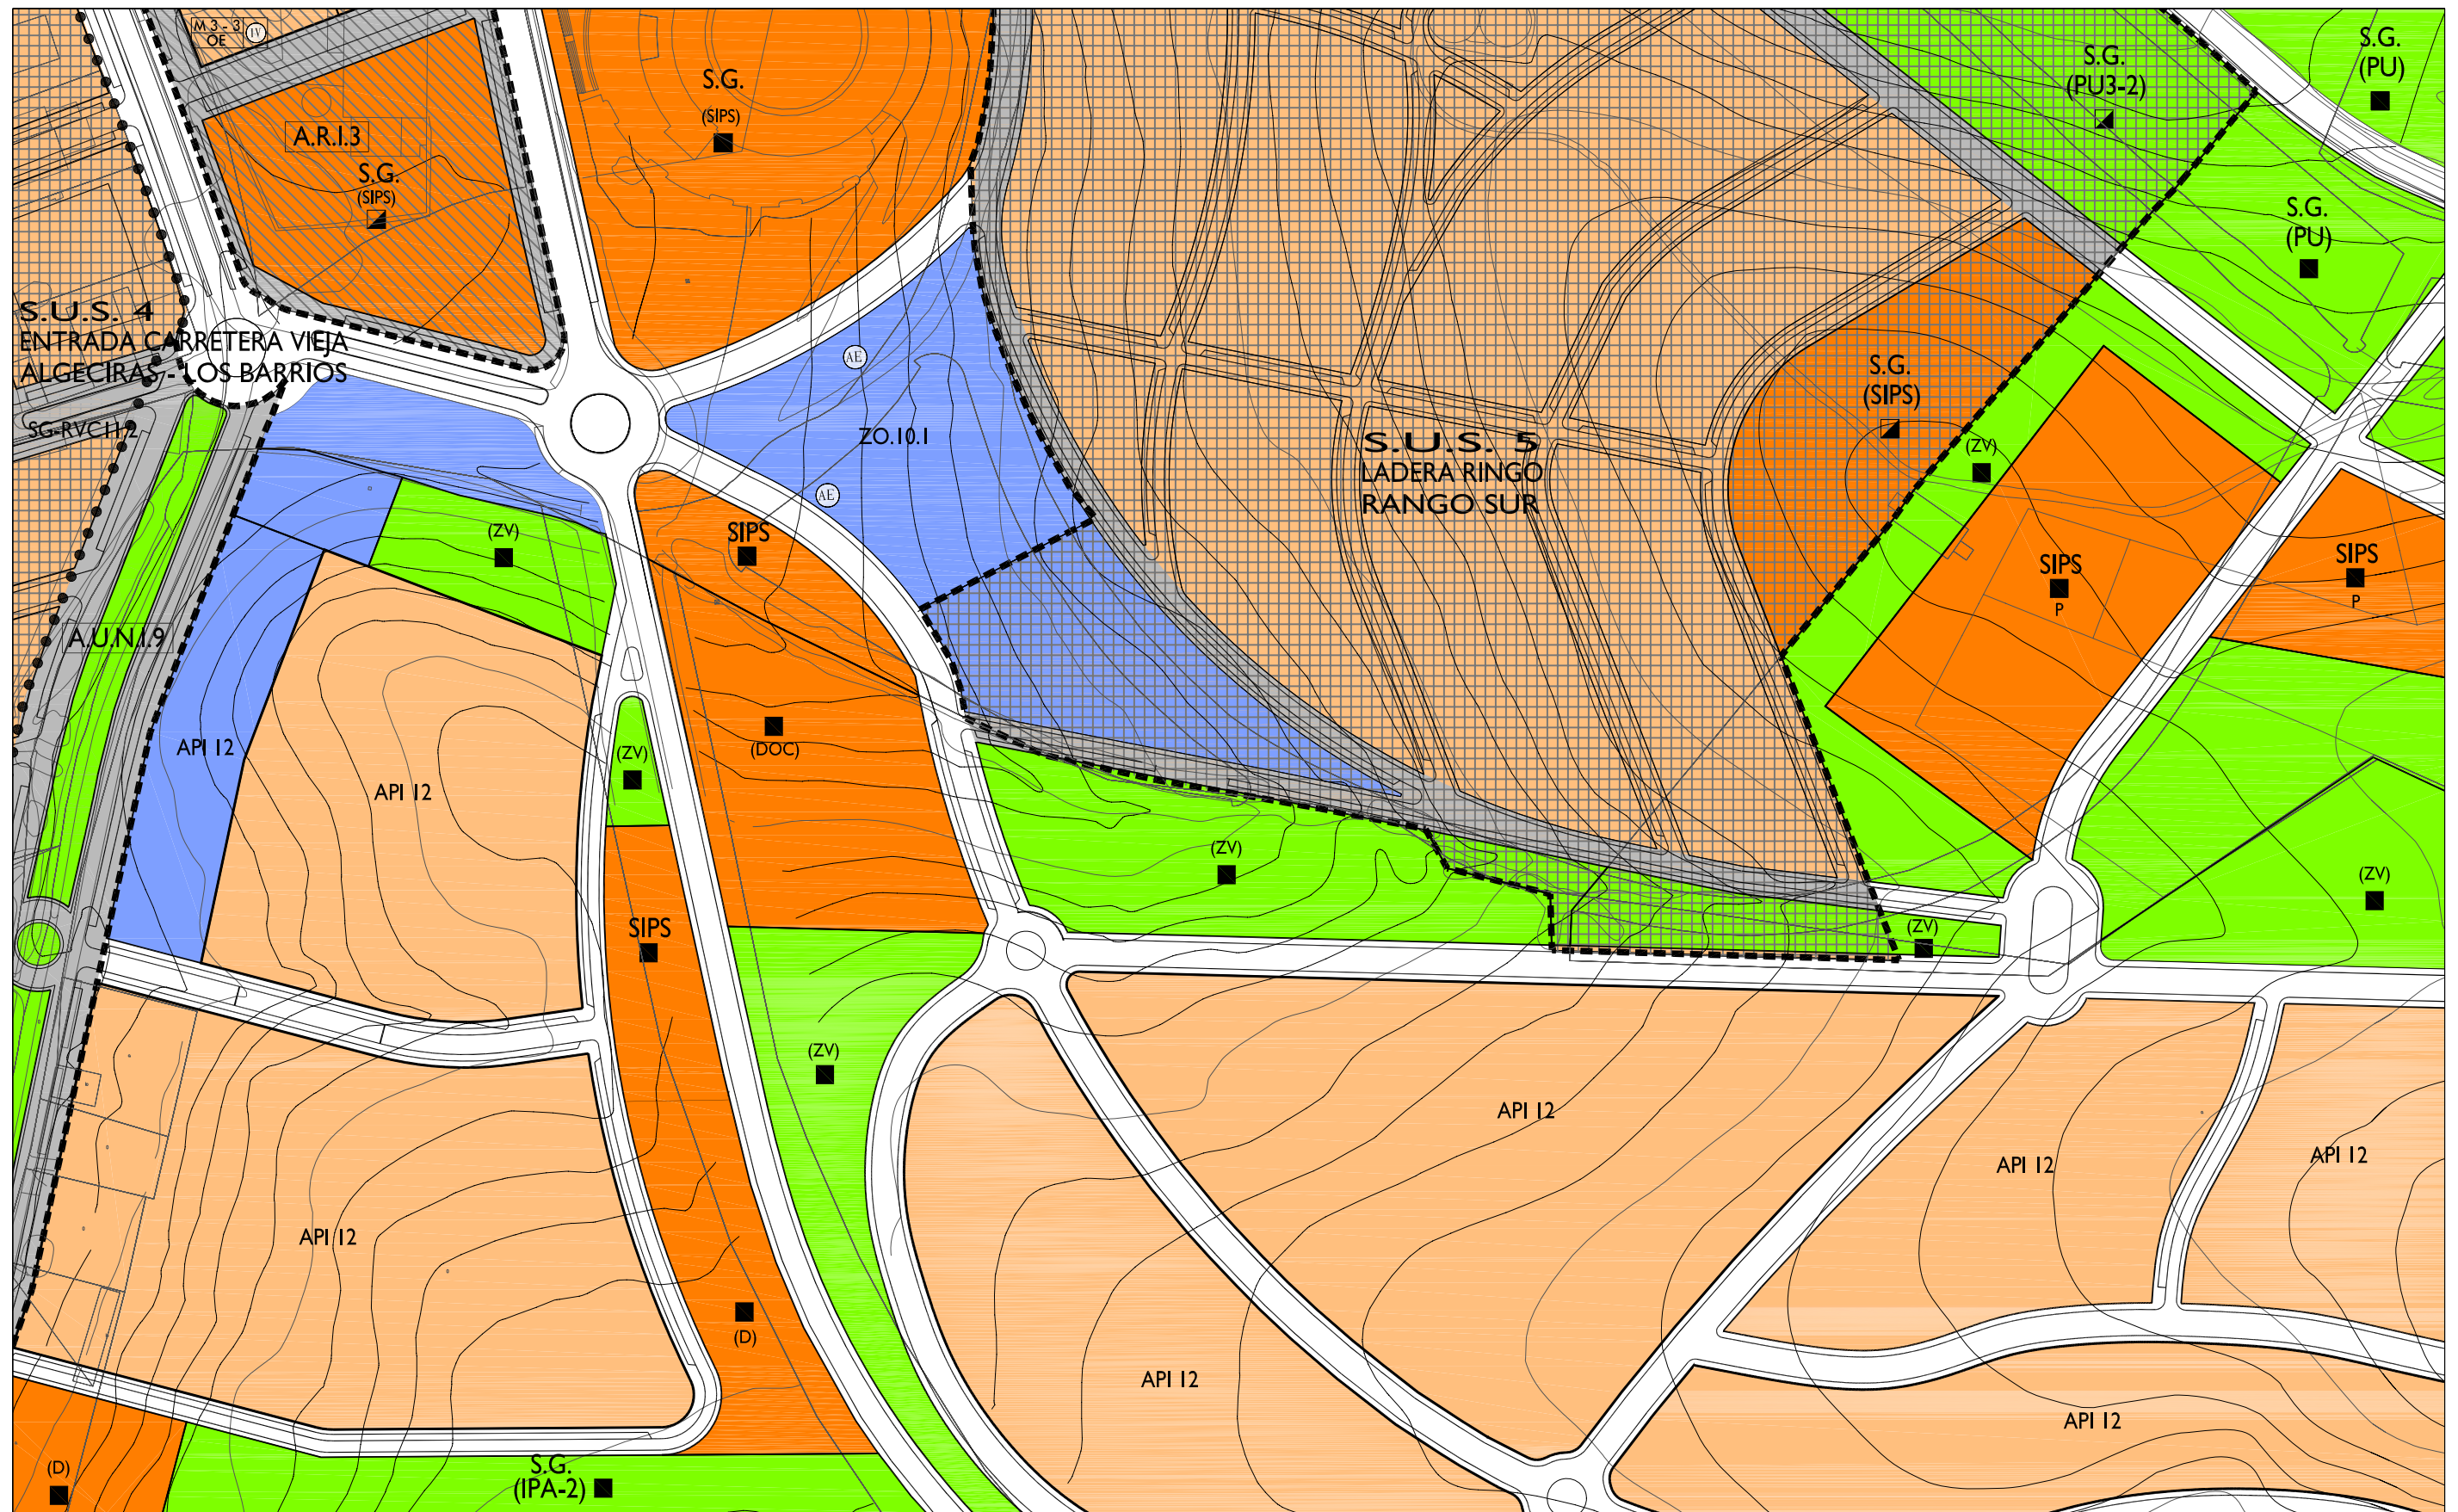 M 3 - 3
OE
IV
S.G.
(SIPS)
S.G.
(PU3-2)
S.G.
(PU)
A.R.I.3
S.G.
(SIPS)
S.G.
(PU)
S.U.S. 4
ENTRADA CARRETERA VIEJA
ALGECIRAS - LOS BARRIOS
AE
S.G.
(SIPS)
SG-RVC11.2
ZO.10.1
S.U.S. 5
LADERA RINGO
RANGO SUR
(ZV)
AE
(ZV)
SIPS
SIPS
P
SIPS
P
A.U.N.I.9
API 12
API 12
(ZV)
(DOC)
(ZV)
(ZV)
SIPS
(ZV)
(ZV)
API 12
API 12
API 12
API 12
(D)
API 12
API 12
(D)
S.G.
(IPA-2)